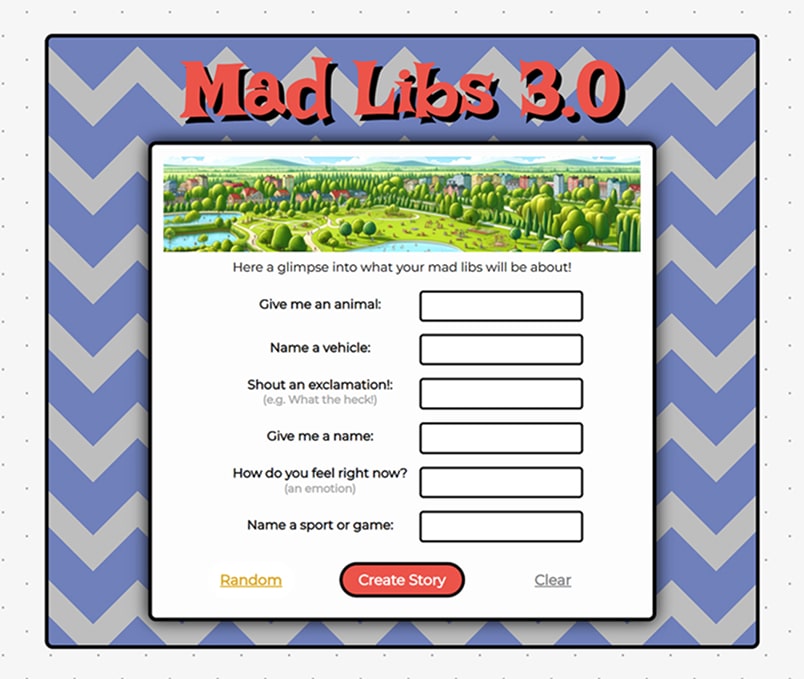 Mad Libs 3.0
Here a glimpse into what your mad libs will be about!
Give me an animal:
Name a vehicle:
Shout an exclamation!:
(e.g. What the heck!)
Give me a name:
How do you feel right now?
(an emotion)
Name a sport or game:
Random
Create Story
Clear